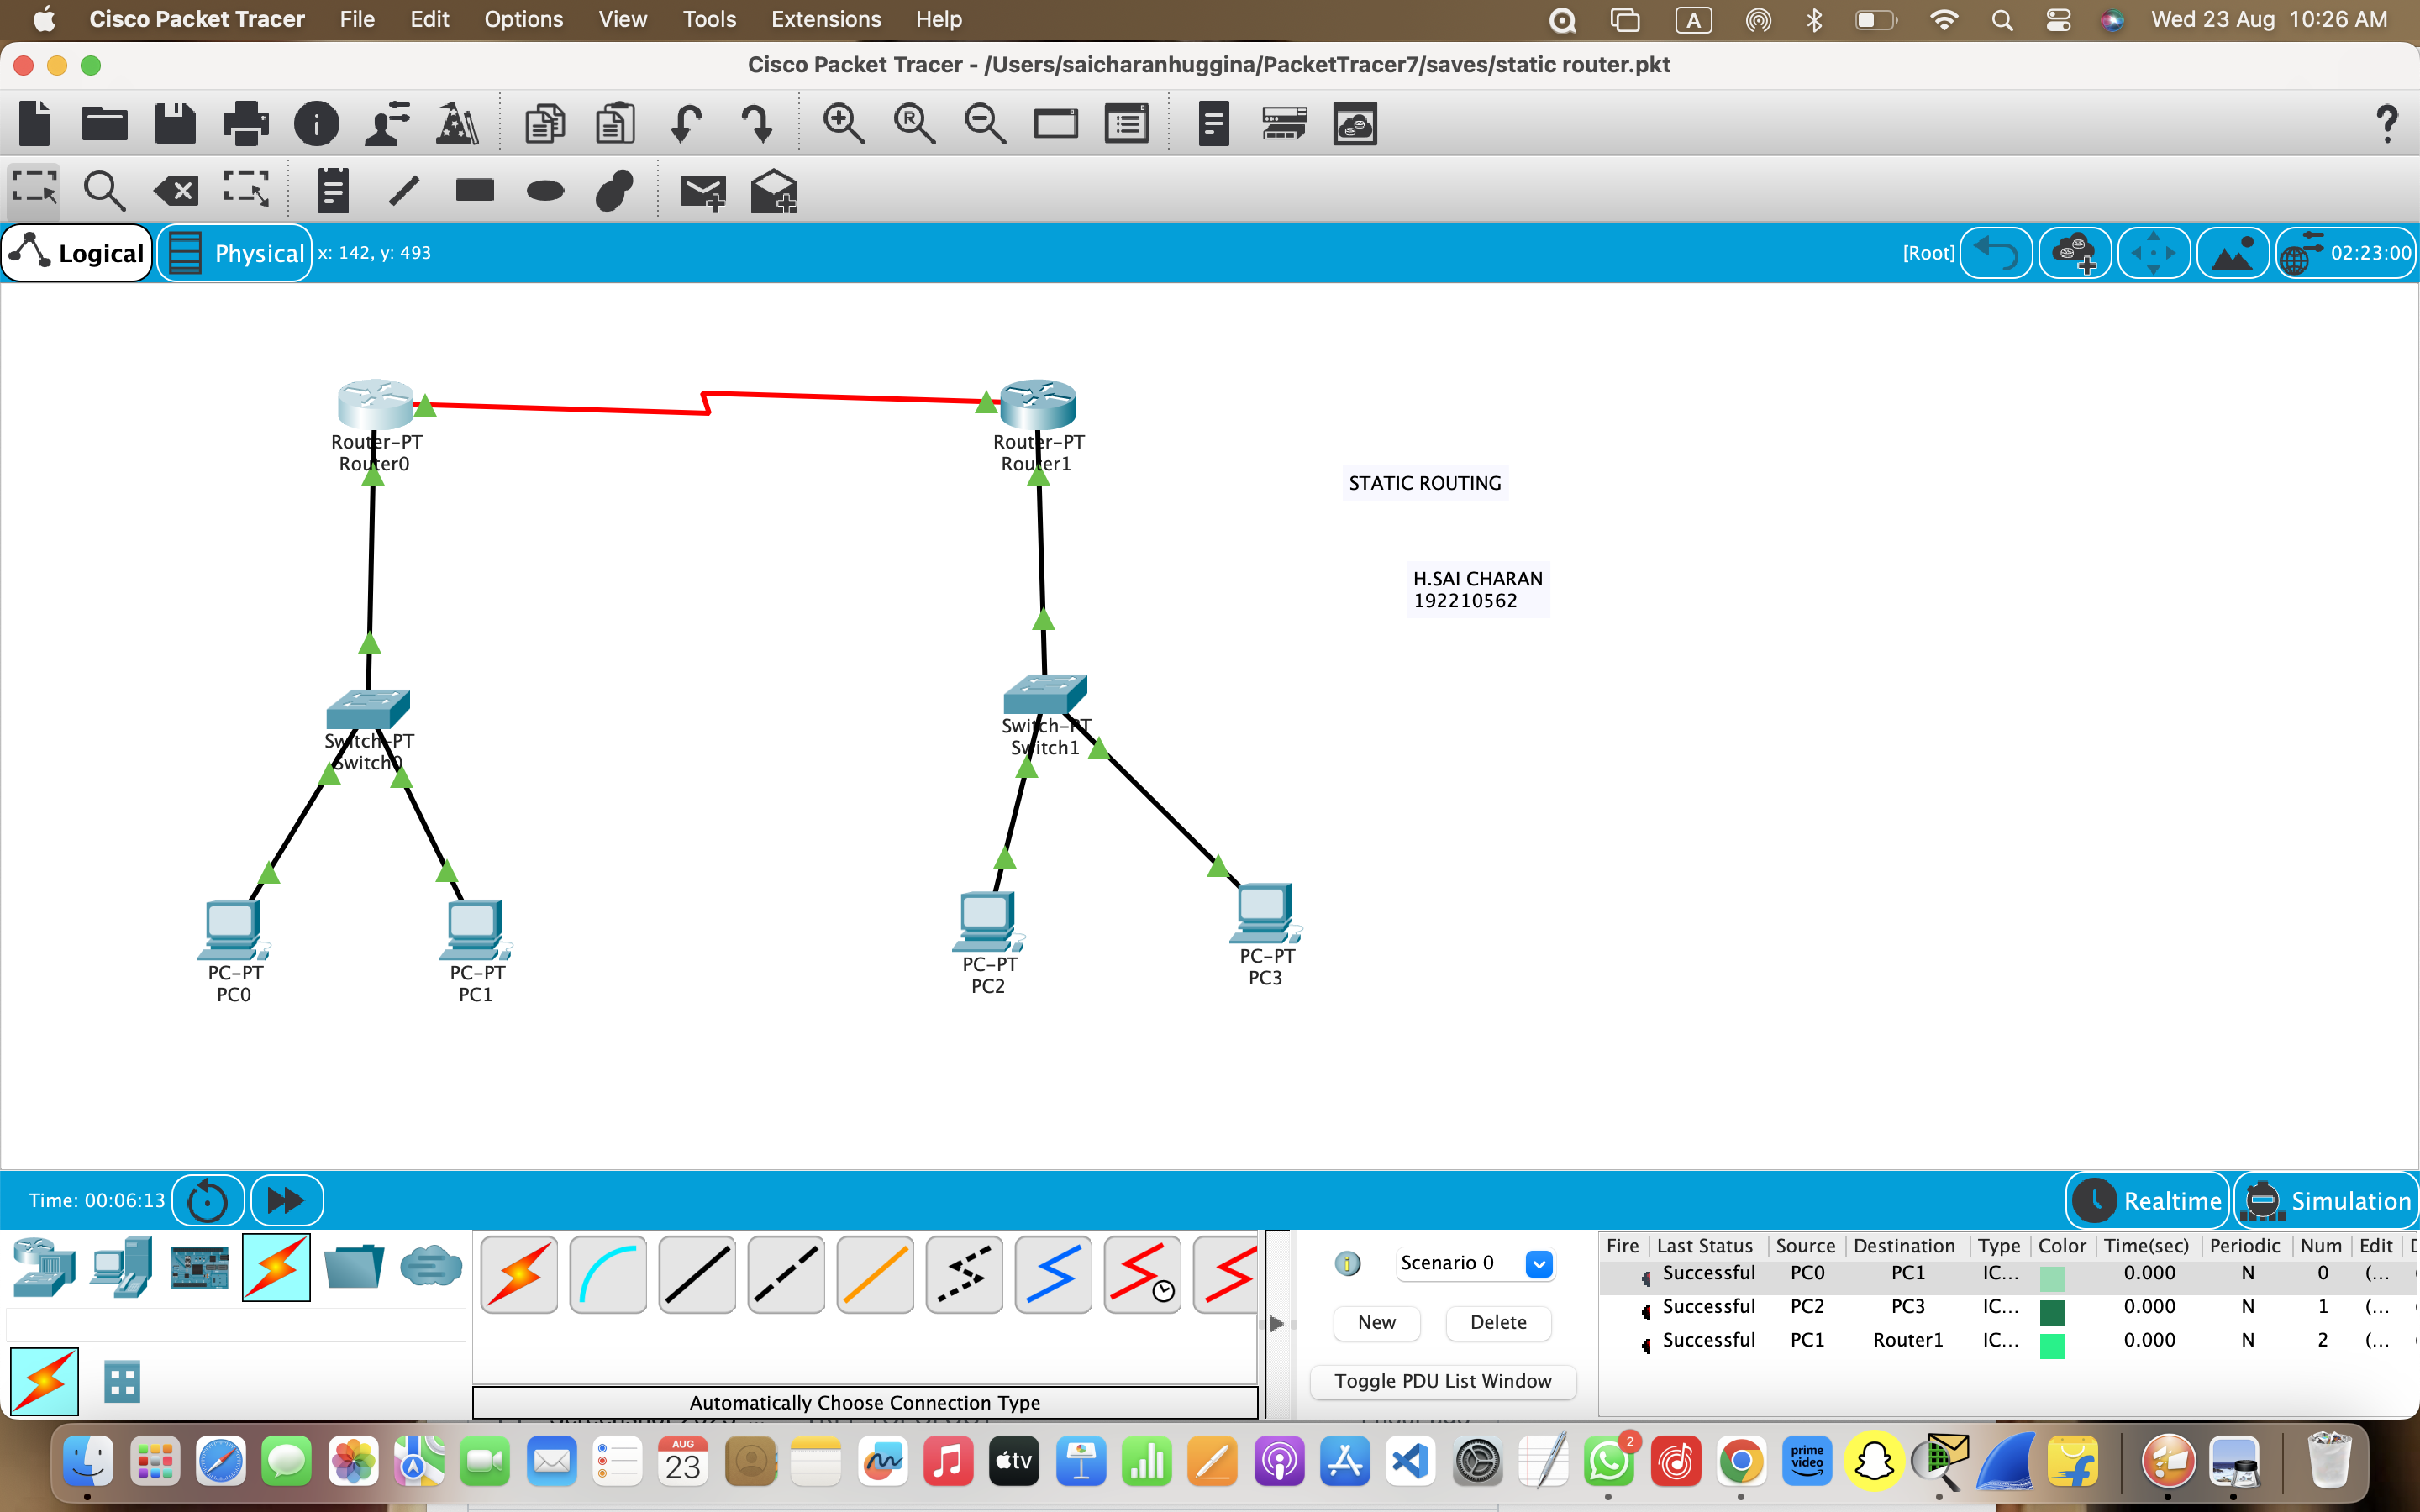 Cisco Packet Tracer File Edit Options View Tools Extensions Help A Wed 23 Aug 10:26 AM
Cisco Packet Tracer - /Users/saicharanhuggina/PacketTracer7/saves/static router.pkt
Logical Physical x: 142, y: 493 [Root] 02:23:00
Router-PT
Router0
Router-PT
Router1
STATIC ROUTING
H.SAI CHARAN
192210562
Switch-PT
Switch0
Switch-PT
Switch1
PC-PT
PC0
PC-PT
PC1
PC-PT
PC2
PC-PT
PC3
Time: 00:06:13 Realtime Simulation
Scenario 0
New Delete
Toggle PDU List Window
Automatically Choose Connection Type
Fire Last Status Source Destination Type Color Time(sec) Periodic Num Edit
Successful PC0 PC1 IC... 0.000 N 0 (...
Successful PC2 PC3 IC... 0.000 N 1 (...
Successful PC1 Router1 IC... 0.000 N 2 (...
AUG
23
tv
2
prime
video